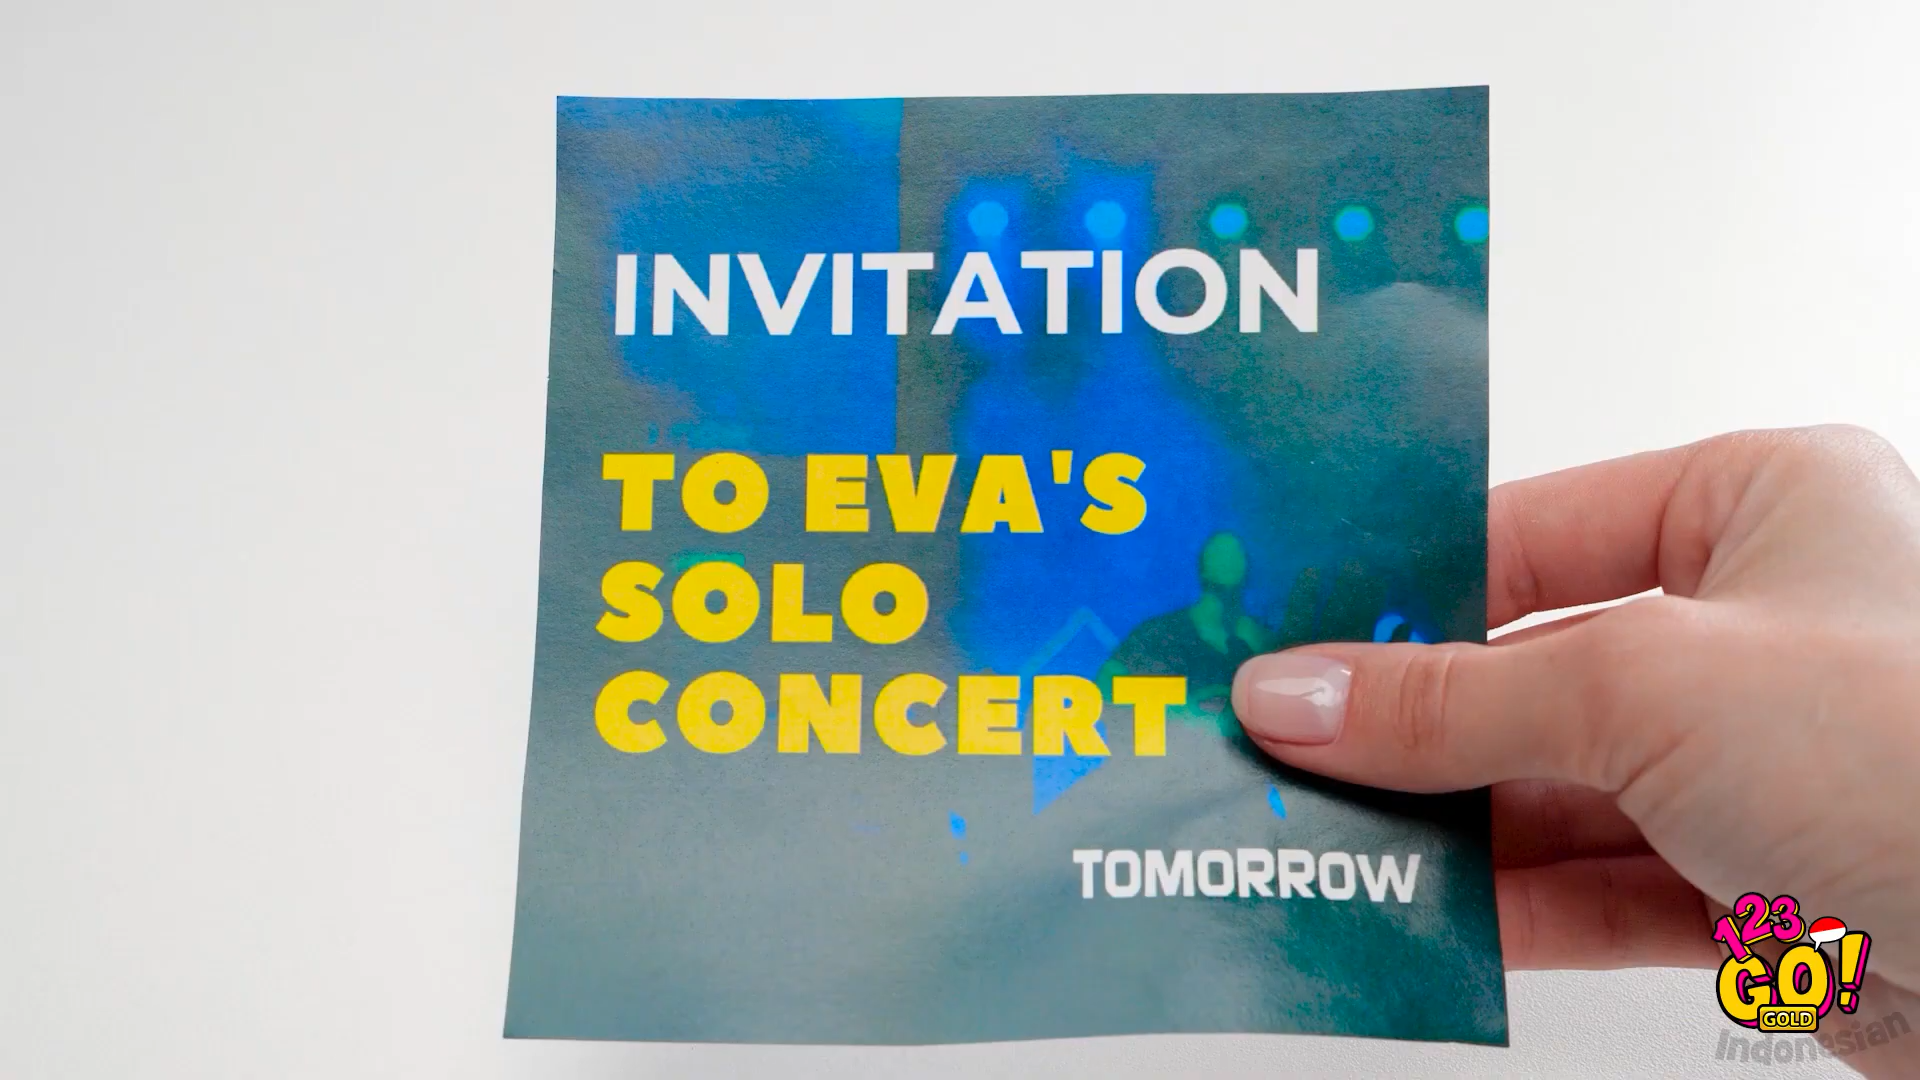 INVITATION
TO EVA'S
SOLO
CONCERT
TOMORROW
123
GO!
GOLD
Indonesian